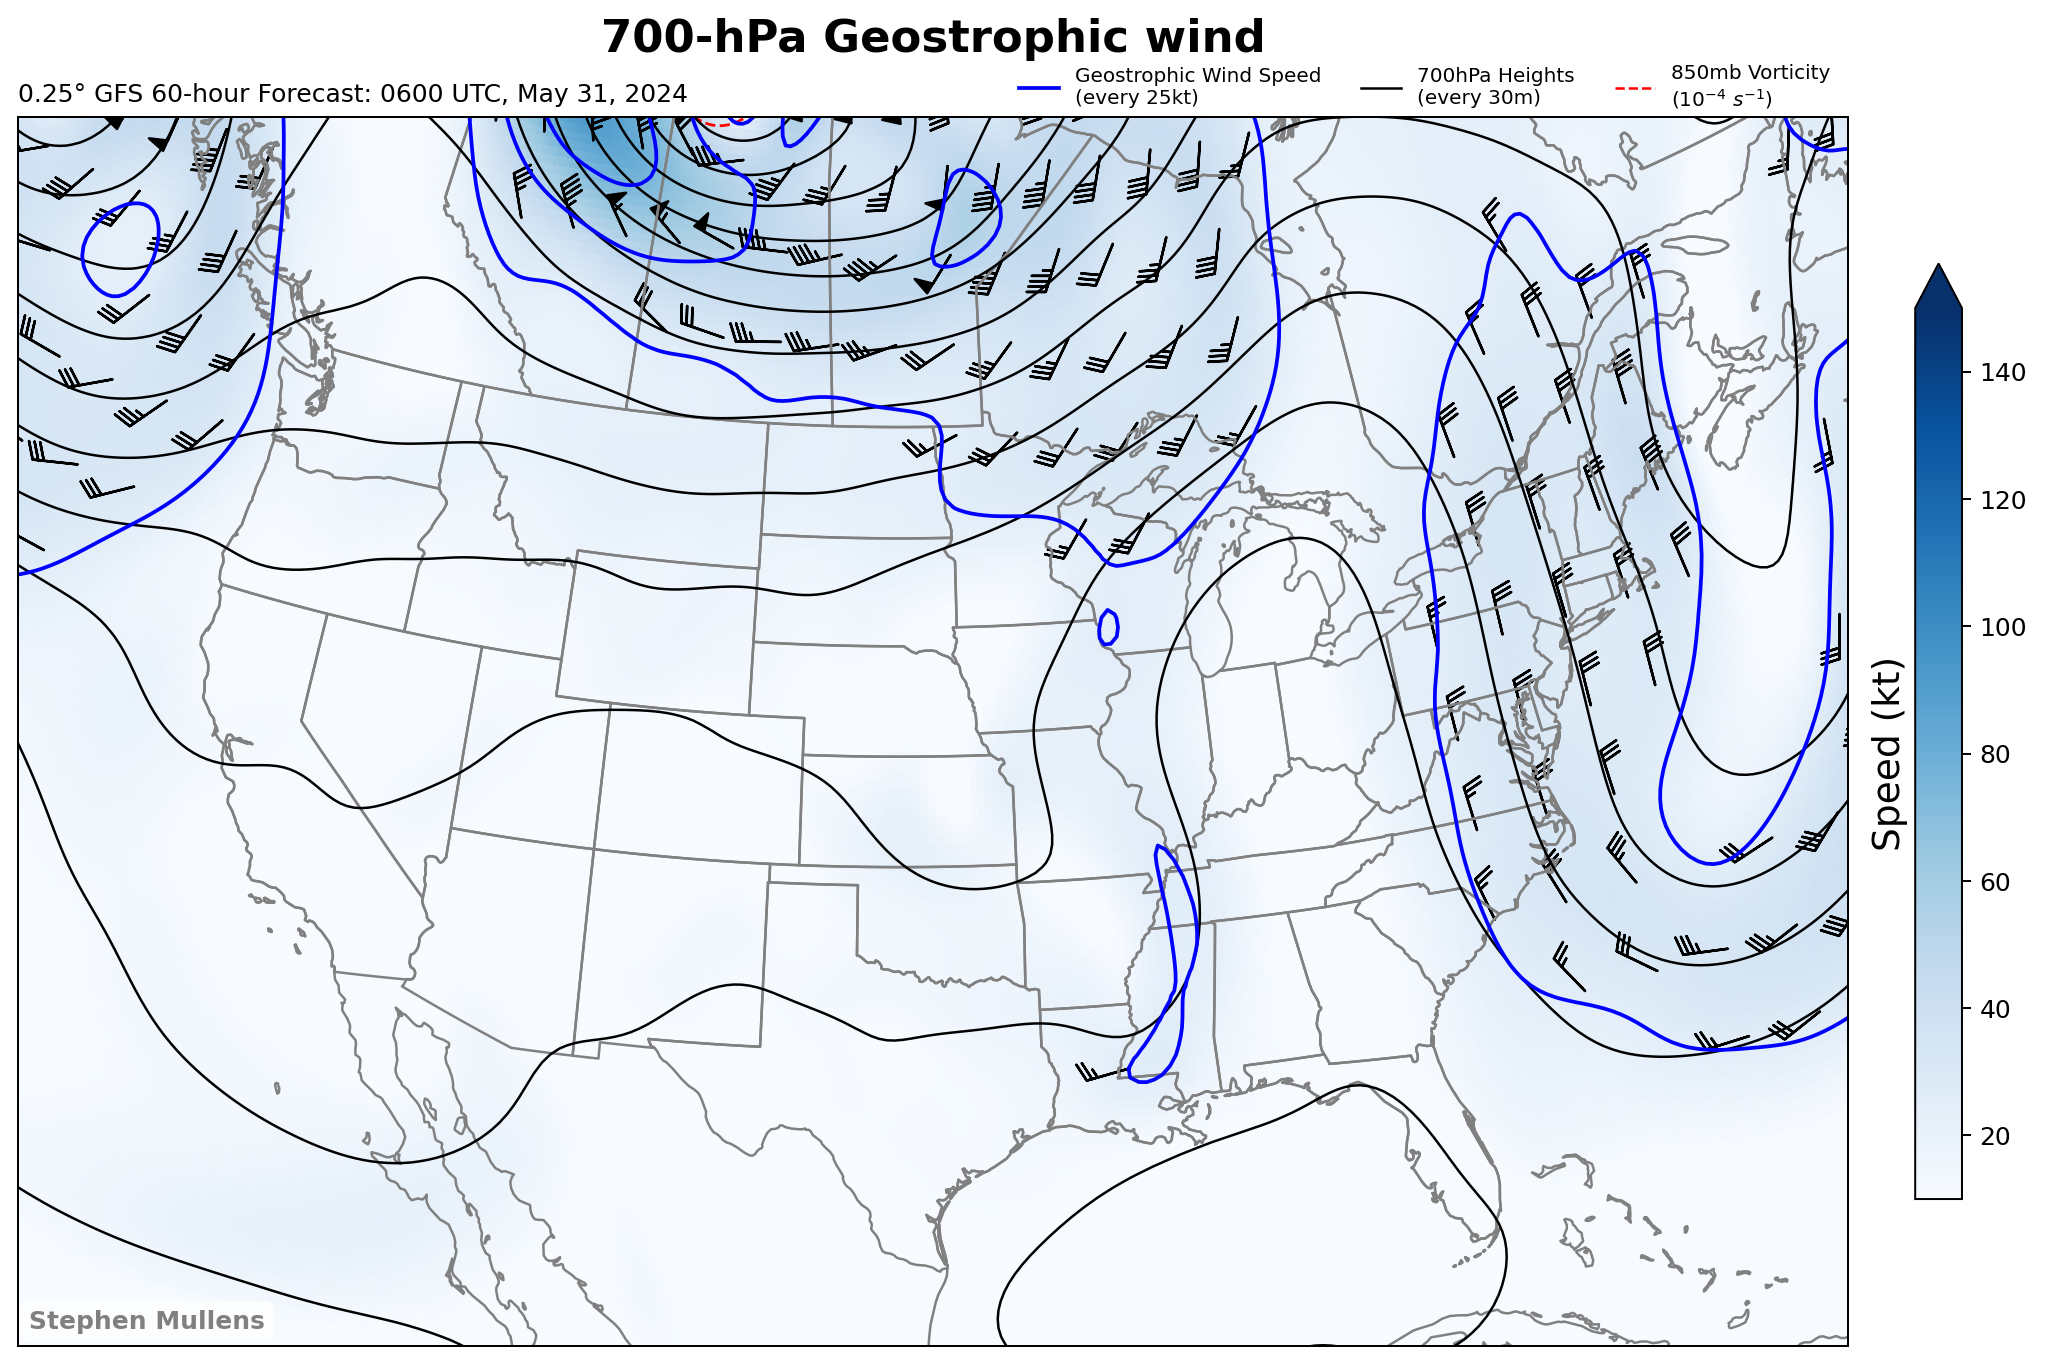 700-hPa Geostrophic wind
0.25° GFS 60-hour Forecast: 0600 UTC, May 31, 2024
Geostrophic Wind Speed
(every 25kt)
700hPa Heights
(every 30m)
850mb Vorticity
(10⁻⁴ s⁻¹)
140
120
100
80
60
40
20
Speed (kt)
Stephen Mullens